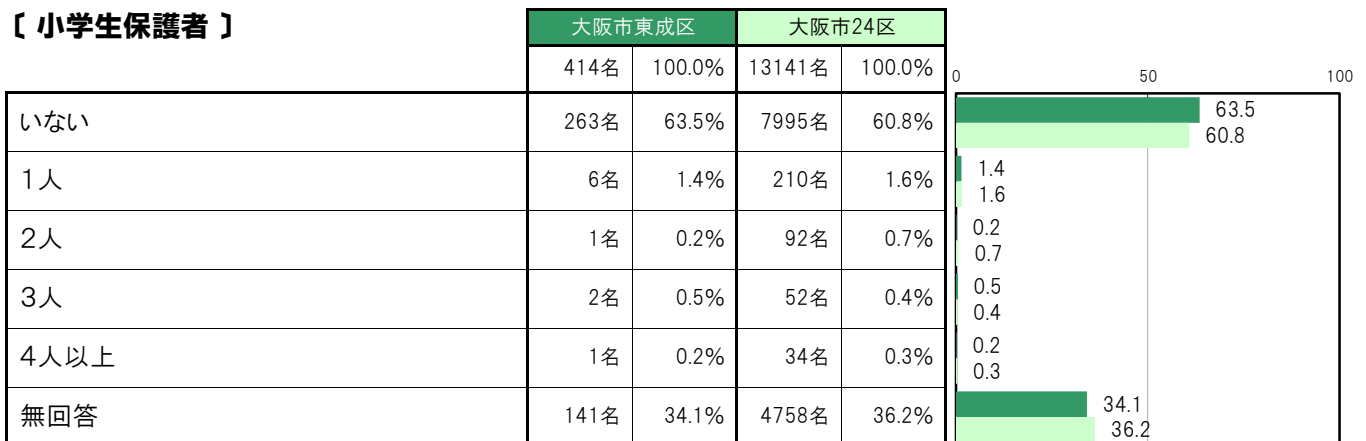 〔 小学生保護者 〕
大阪市東成区 大阪市24区
414名 100.0% 13141名 100.0%
0 50 100
いない 263名 63.5% 7995名 60.8% 63.5
60.8
1人 6名 1.4% 210名 1.6% 1.4
1.6
2人 1名 0.2% 92名 0.7% 0.2
0.7
3人 2名 0.5% 52名 0.4% 0.5
0.4
4人以上 1名 0.2% 34名 0.3% 0.2
0.3
無回答 141名 34.1% 4758名 36.2% 34.1
36.2